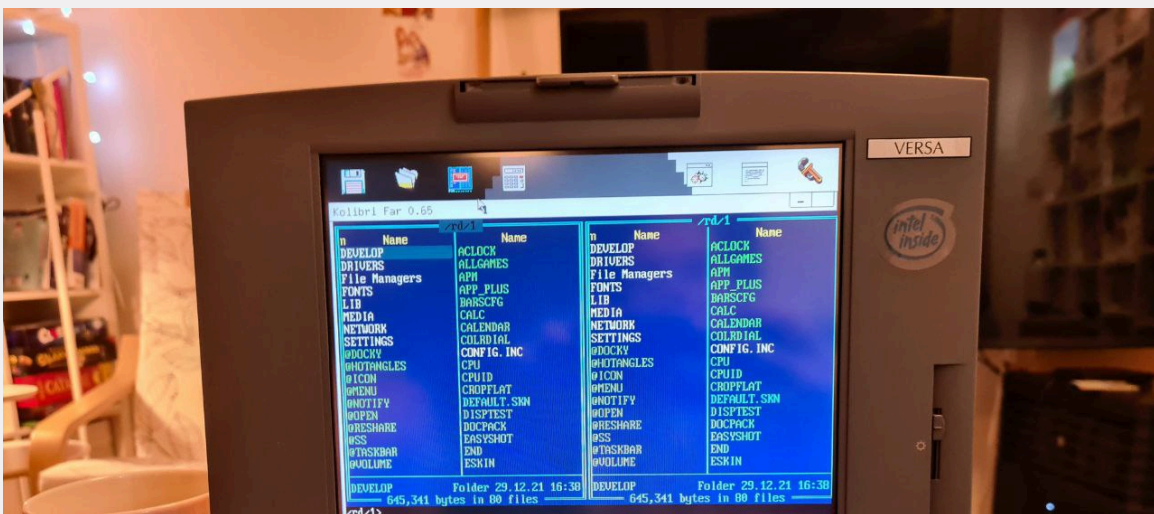 VERSA
intel
inside
Kolibri Far 0.65
/rd/1
/rd/1
n Name Name n Name Name
DEVELOP ACLOCK DEVELOP ACLOCK
DRIVERS ALLGAMES DRIVERS ALLGAMES
File Managers APM File Managers APM
FONTS APP_PLUS FONTS APP_PLUS
LIB BARSCFG LIB BARSCFG
MEDIA CALC MEDIA CALC
NETWORK CALENDAR NETWORK CALENDAR
SETTINGS COLRDIAL SETTINGS COLRDIAL
@DOCKY CONFIG.INC @DOCKY CONFIG.INC
@HOTANGLES CPU @HOTANGLES CPU
@ICON CPUID @ICON CPUID
@MENU CROPFLAT @MENU CROPFLAT
@NOTIFY DEFAULT.SKN @NOTIFY DEFAULT.SKN
@OPEN DISPTEST @OPEN DISPTEST
@RESHARE DOCPACK @RESHARE DOCPACK
@SS EASYSHOT @SS EASYSHOT
@TASKBAR END @TASKBAR END
@VOLUME ESKIN @VOLUME ESKIN
DEVELOP Folder 29.12.21 16:38 DEVELOP Folder 29.12.21 16:38
645,341 bytes in 80 files 645,341 bytes in 80 files
/rd/1>